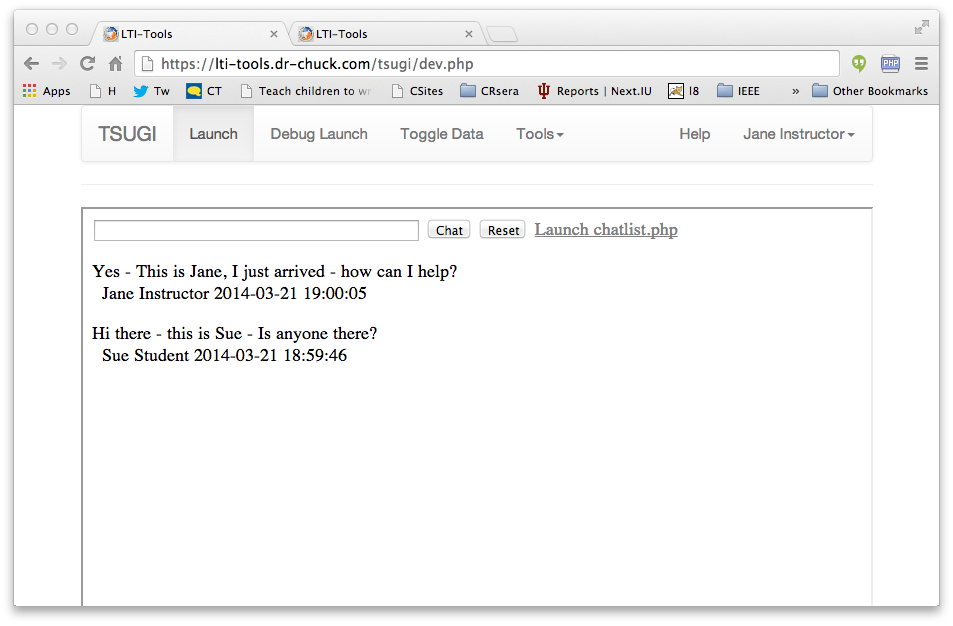 LTI-Tools LTI-Tools
https://lti-tools.dr-chuck.com/tsugi/dev.php PHP
Apps H Tw CT Teach children to CSites CRsera Reports | Next.IU I8 IEEE » Other Bookmarks
TSUGI Launch Debug Launch Toggle Data Tools Help Jane Instructor
Chat Reset Launch chatlist.php
Yes - This is Jane, I just arrived - how can I help?
Jane Instructor 2014-03-21 19:00:05
Hi there - this is Sue - Is anyone there?
Sue Student 2014-03-21 18:59:46